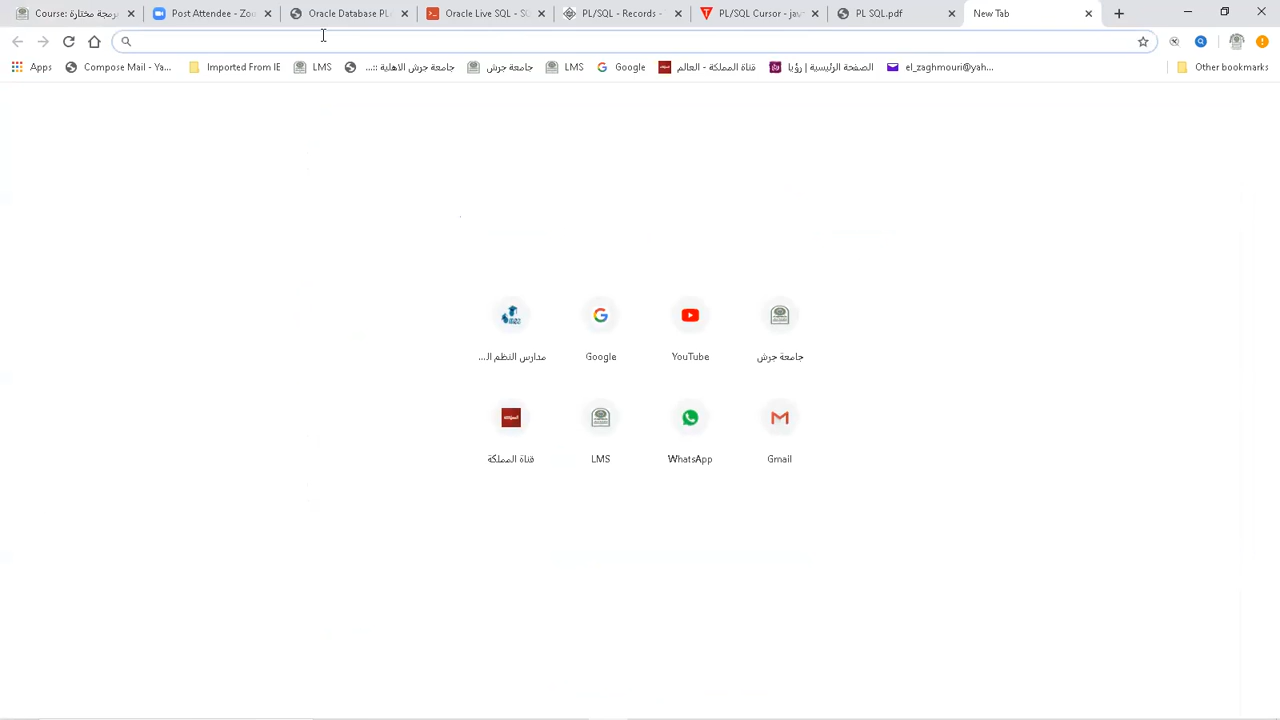 Course: برمجة مختارة
Post Attendee - Zoo
Oracle Database PL
Oracle Live SQL - SQ
PL/SQL - Records -
PL/SQL Cursor - jav
PL SQL.pdf
New Tab
Apps
Compose Mail - Ya...
Imported From IE
LMS
جامعة جرش الاهلية ::...
جامعة جرش
LMS
Google
قناة المملكة - العالم
الصفحة الرئيسية | رؤيا
el_zaghmouri@yah...
Other bookmarks
مدارس النظم ال...
Google
YouTube
جامعة جرش
قناة المملكة
LMS
WhatsApp
Gmail